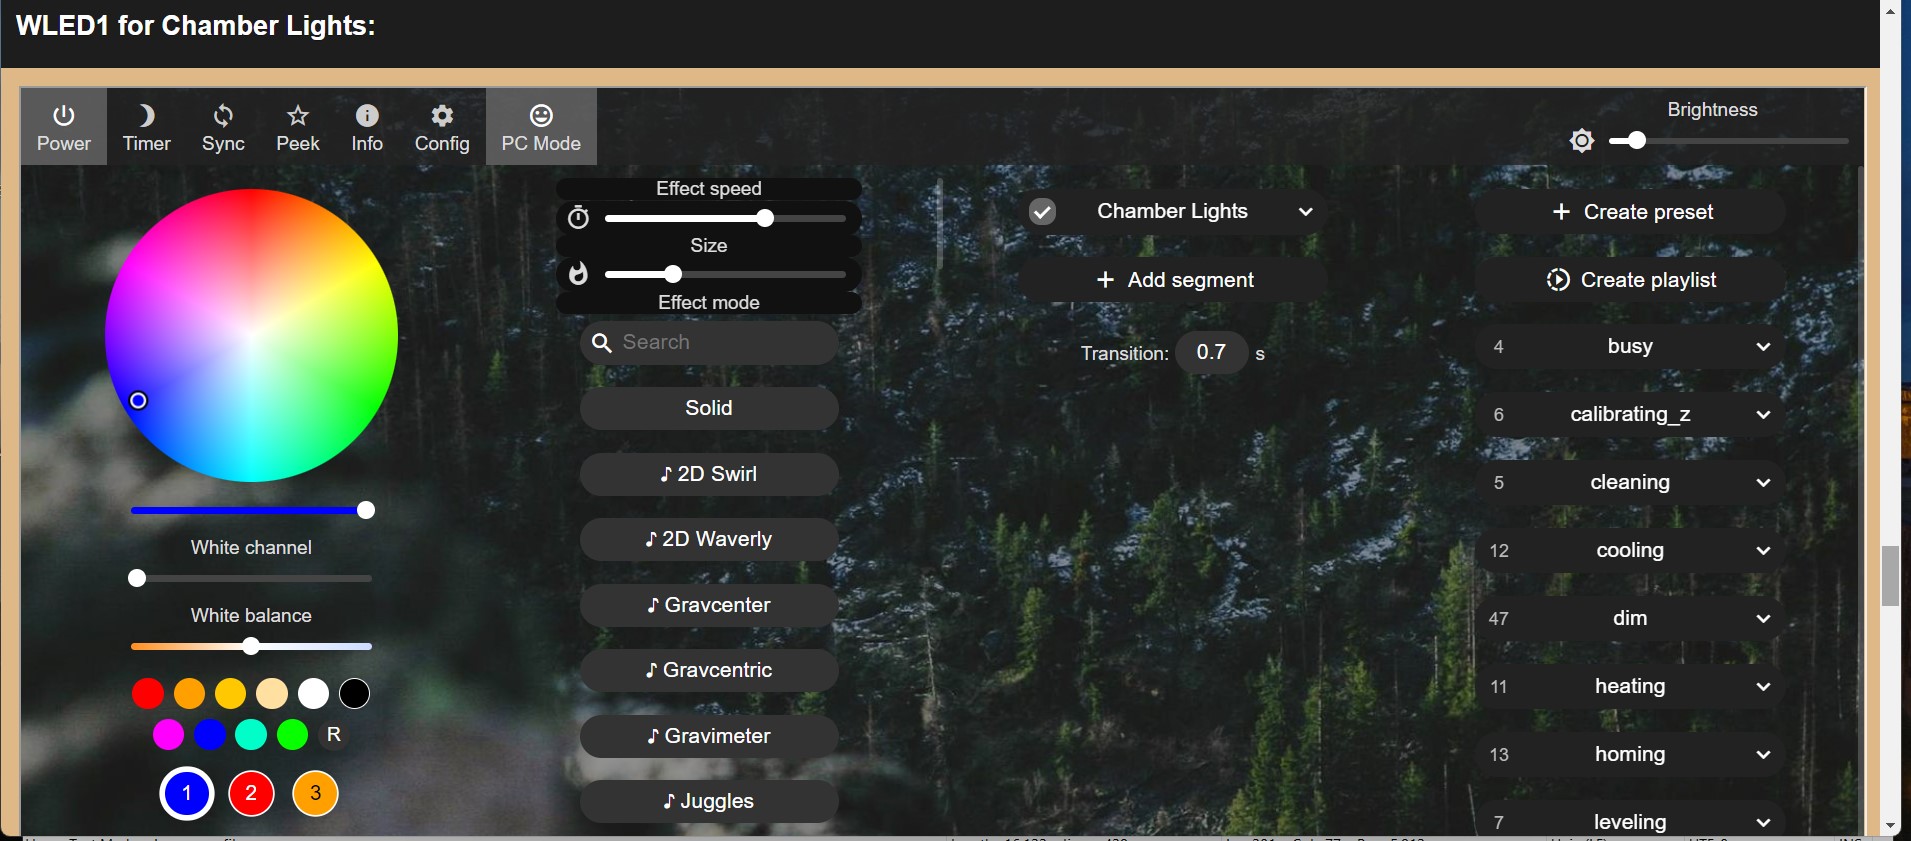 WLED1 for Chamber Lights:
Power
Timer
Sync
Peek
Info
Config
PC Mode
Brightness
White channel
White balance
R
1
2
3
Effect speed
Size
Effect mode
Search
Solid
♪ 2D Swirl
♪ 2D Waverly
♪ Gravcenter
♪ Gravcentric
♪ Gravimeter
♪ Juggles
Chamber Lights
+ Add segment
Transition: 0.7 s
+ Create preset
Create playlist
4 busy
6 calibrating_z
5 cleaning
12 cooling
47 dim
11 heating
13 homing
7 leveling